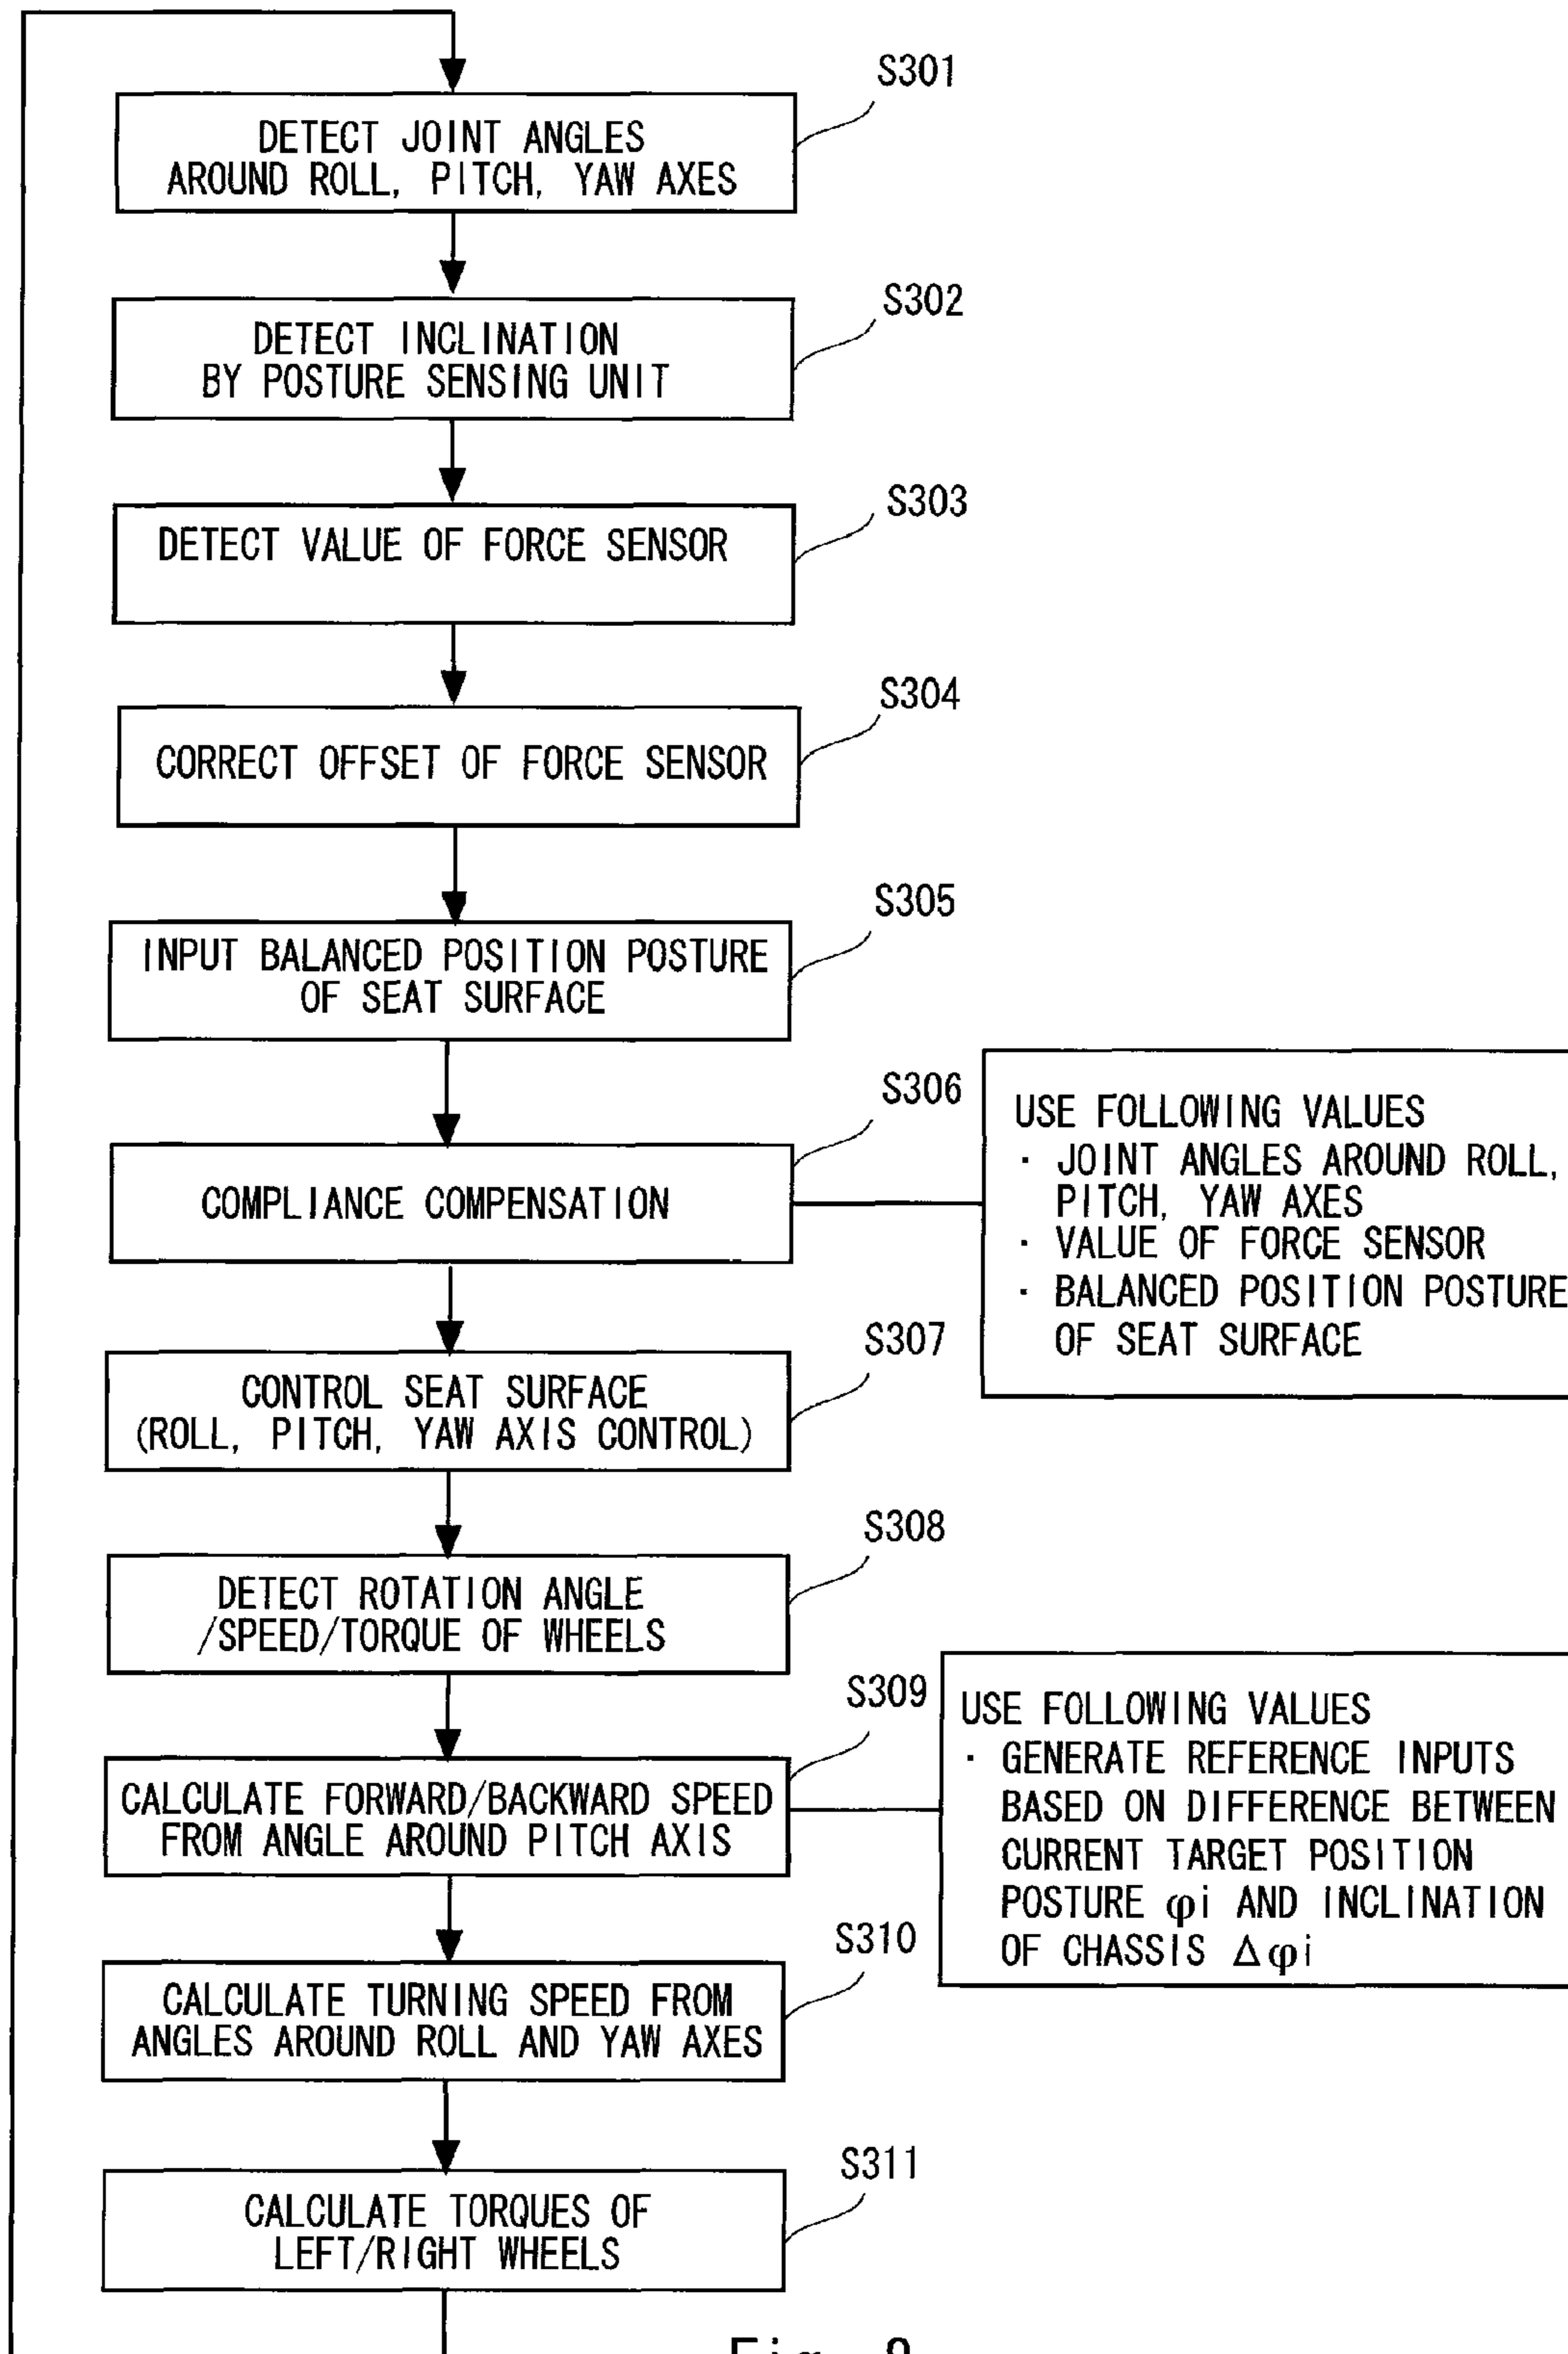 S301
DETECT JOINT ANGLES
AROUND ROLL, PITCH, YAW AXES
S302
DETECT INCLINATION
BY POSTURE SENSING UNIT
S303
DETECT VALUE OF FORCE SENSOR
S304
CORRECT OFFSET OF FORCE SENSOR
S305
INPUT BALANCED POSITION POSTURE
OF SEAT SURFACE
S306
COMPLIANCE COMPENSATION
USE FOLLOWING VALUES
· JOINT ANGLES AROUND ROLL,
PITCH, YAW AXES
· VALUE OF FORCE SENSOR
· BALANCED POSITION POSTURE
OF SEAT SURFACE
S307
CONTROL SEAT SURFACE
(ROLL, PITCH, YAW AXIS CONTROL)
S308
DETECT ROTATION ANGLE
/SPEED/TORQUE OF WHEELS
S309
CALCULATE FORWARD/BACKWARD SPEED
FROM ANGLE AROUND PITCH AXIS
USE FOLLOWING VALUES
· GENERATE REFERENCE INPUTS
BASED ON DIFFERENCE BETWEEN
CURRENT TARGET POSITION
POSTURE φi AND INCLINATION
OF CHASSIS Δφi
S310
CALCULATE TURNING SPEED FROM
ANGLES AROUND ROLL AND YAW AXES
S311
CALCULATE TORQUES OF
LEFT/RIGHT WHEELS